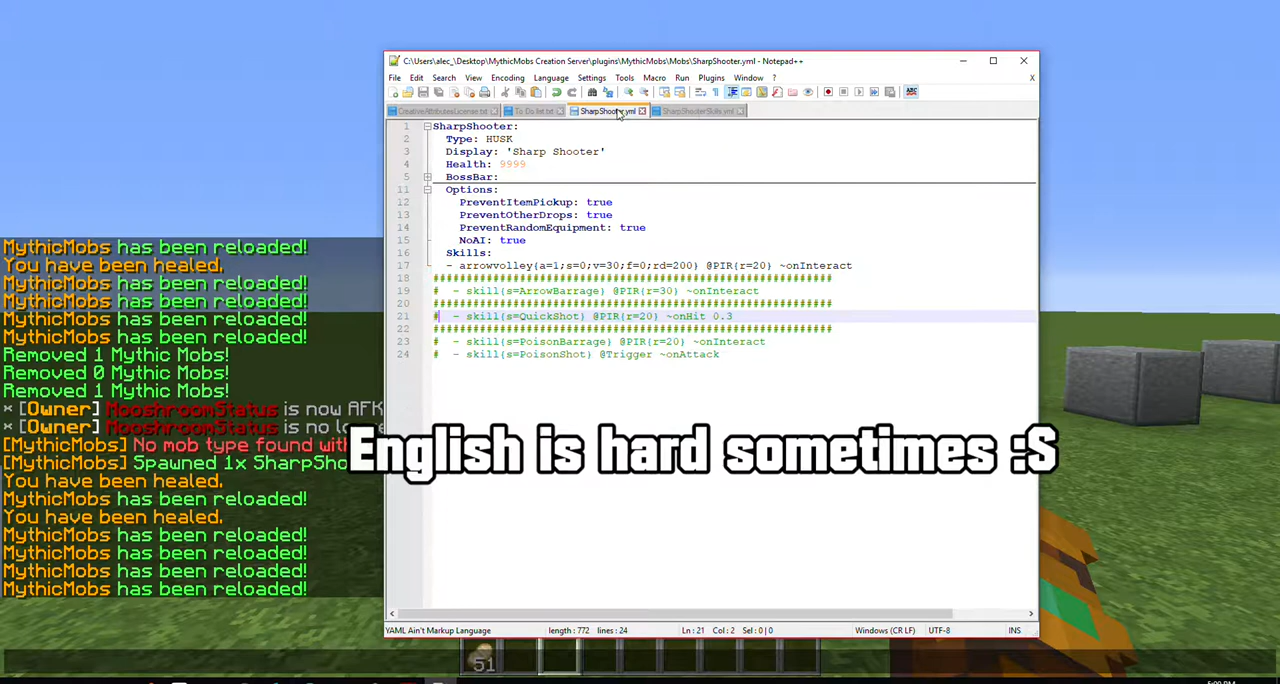 C:\Users\alec_\Desktop\MythicMobs Creation Server\plugins\MythicMobs\Mobs\SharpShooter.yml - Notepad++
File Edit Search View Encoding Language Settings Tools Macro Run Plugins Window ?
X
CreativeAttributesLicense.txt To Do list.txt SharpShooter.yml SharpShooterSkills.yml
1 SharpShooter:
2 Type: HUSK
3 Display: 'Sharp Shooter'
4 Health: 9999
5 BossBar:
11 Options:
12 PreventItemPickup: true
13 PreventOtherDrops: true
14 PreventRandomEquipment: true
15 NoAI: true
16 Skills:
17 - arrowvolley{a=1;s=0;v=30;f=0;rd=200} @PIR{r=20} ~onInteract
18 ############################################################
19 # - skill{s=ArrowBarrage} @PIR{r=30} ~onInteract
20 ############################################################
21 # - skill{s=QuickShot} @PIR{r=20} ~onHit 0.3
22 ############################################################
23 # - skill{s=PoisonBarrage} @PIR{r=20} ~onInteract
24 # - skill{s=PoisonShot} @Trigger ~onAttack
YAML Ain't Markup Language length : 772 lines : 24 Ln : 21 Col : 2 Sel : 0 | 0 Windows (CR LF) UTF-8 INS
MythicMobs has been reloaded!
You have been healed.
MythicMobs has been reloaded!
MythicMobs has been reloaded!
MythicMobs has been reloaded!
MythicMobs has been reloaded!
Removed 1 Mythic Mobs!
Removed 0 Mythic Mobs!
Removed 1 Mythic Mobs!
* [Owner] MooshroomStatus is now AFK
* [Owner] MooshroomStatus is no lo
[MythicMobs] No mob type found with
[MythicMobs] Spawned 1x SharpSho
You have been healed.
MythicMobs has been reloaded!
You have been healed.
MythicMobs has been reloaded!
MythicMobs has been reloaded!
MythicMobs has been reloaded!
MythicMobs has been reloaded!
English is hard sometimes :S
51